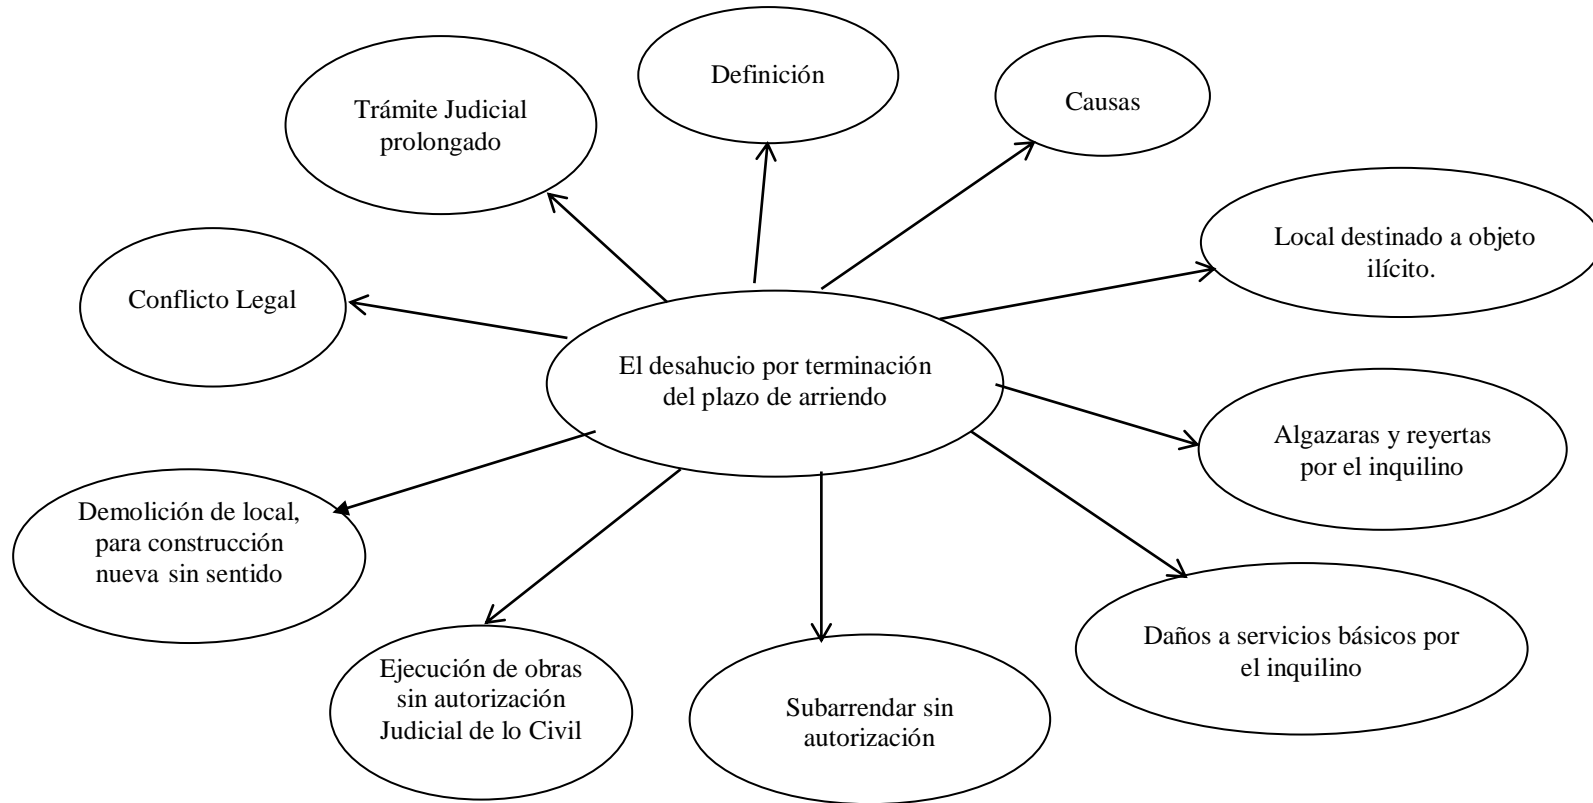 Definición
Causas
Trámite Judicial
prolongado
Local destinado a objeto
ilícito.
Conflicto Legal
El desahucio por terminación
del plazo de arriendo
Algazaras y reyertas
por el inquilino
Demolición de local,
para construcción
nueva sin sentido
Daños a servicios básicos por
el inquilino
Ejecución de obras
sin autorización
Judicial de lo Civil
Subarrendar sin
autorización